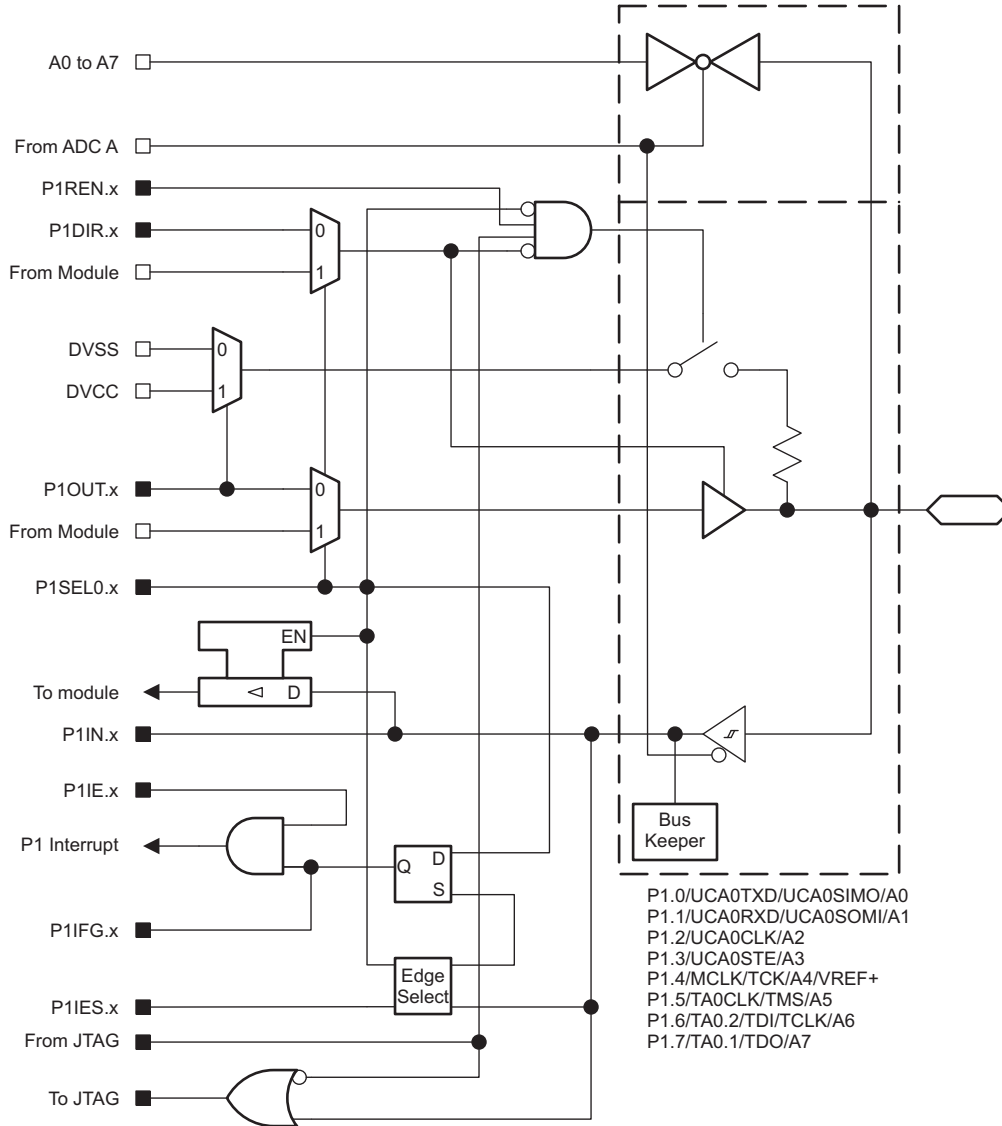 A0 to A7
From ADC A
P1REN.x
P1DIR.x
0
From Module
1
DVSS
0
DVCC
1
P1OUT.x
0
From Module
1
P1SEL0.x
EN
To module
D
P1IN.x
P1IE.x
Bus
Keeper
P1 Interrupt
Q
D
S
P1IFG.x
Edge
Select
P1IES.x
From JTAG
To JTAG
P1.0/UCA0TXD/UCA0SIMO/A0
P1.1/UCA0RXD/UCA0SOMI/A1
P1.2/UCA0CLK/A2
P1.3/UCA0STE/A3
P1.4/MCLK/TCK/A4/VREF+
P1.5/TA0CLK/TMS/A5
P1.6/TA0.2/TDI/TCLK/A6
P1.7/TA0.1/TDO/A7